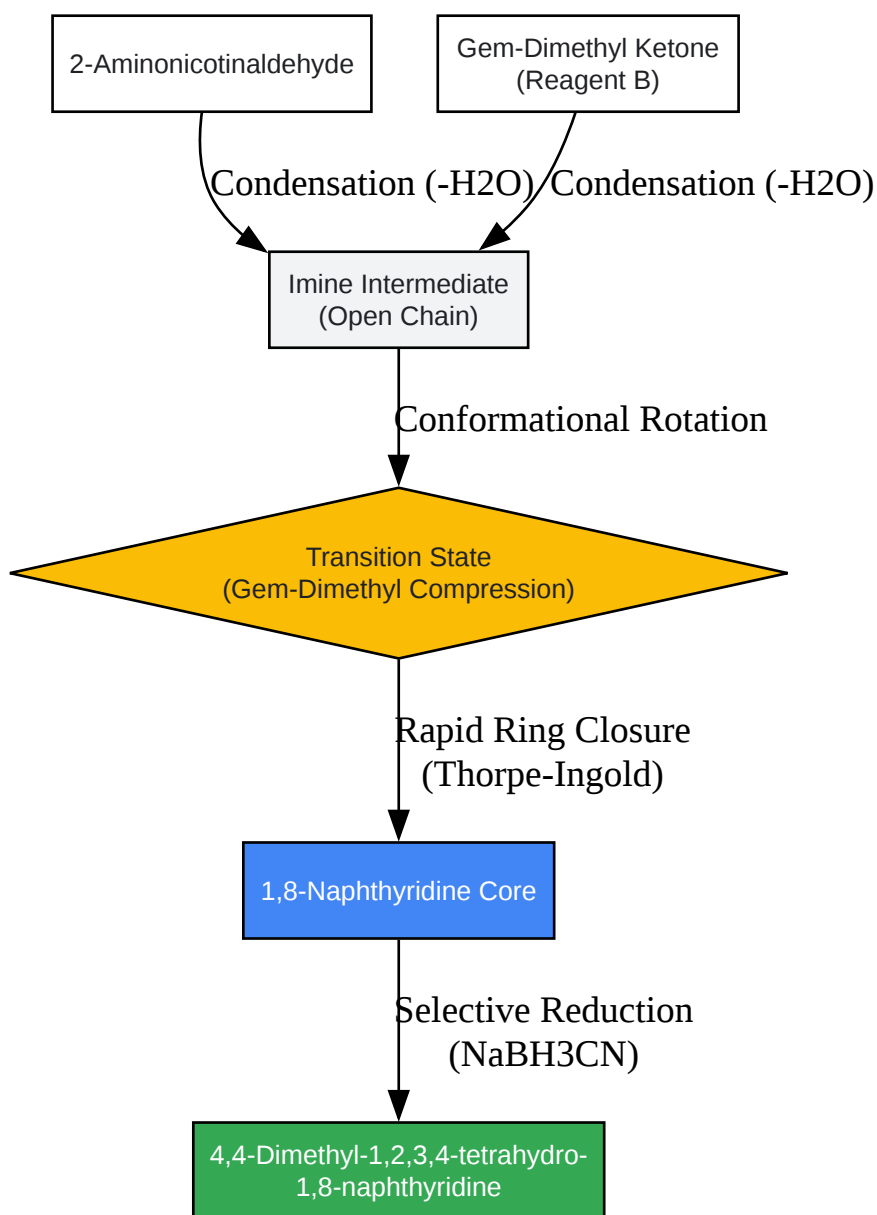 2-Aminonicotinaldehyde
Gem-Dimethyl Ketone
(Reagent B)
Condensation (-H2O)
Condensation (-H2O)
Imine Intermediate
(Open Chain)
Conformational Rotation
Transition State
(Gem-Dimethyl Compression)
Rapid Ring Closure
(Thorpe-Ingold)
1,8-Naphthyridine Core
Selective Reduction
(NaBH3CN)
4,4-Dimethyl-1,2,3,4-tetrahydro-
1,8-naphthyridine